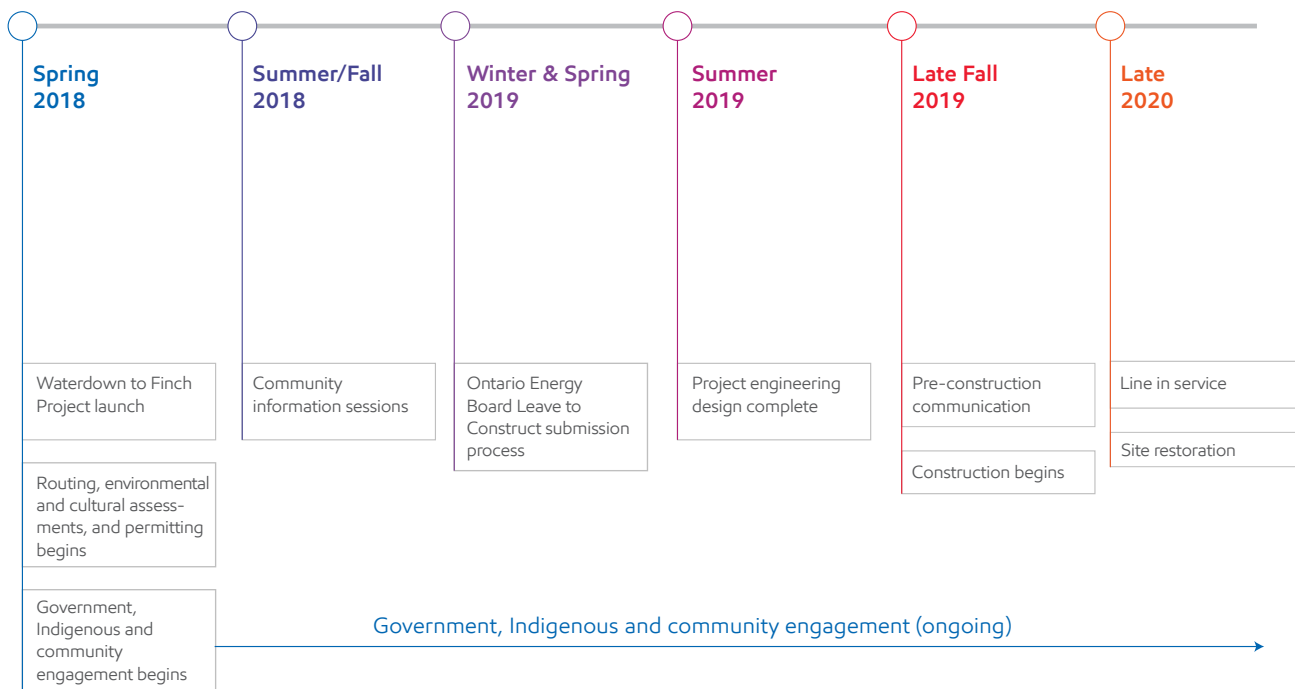 Spring
2018
Summer/Fall
2018
Winter & Spring
2019
Summer
2019
Late Fall
2019
Late
2020
Waterdown to Finch
Project launch
Routing, environmental
and cultural assess-
ments, and permitting
begins
Government,
Indigenous and
community
engagement begins
Community
information sessions
Ontario Energy
Board Leave to
Construct submission
process
Project engineering
design complete
Pre-construction
communication
Construction begins
Line in service
Site restoration
Government, Indigenous and community engagement (ongoing)